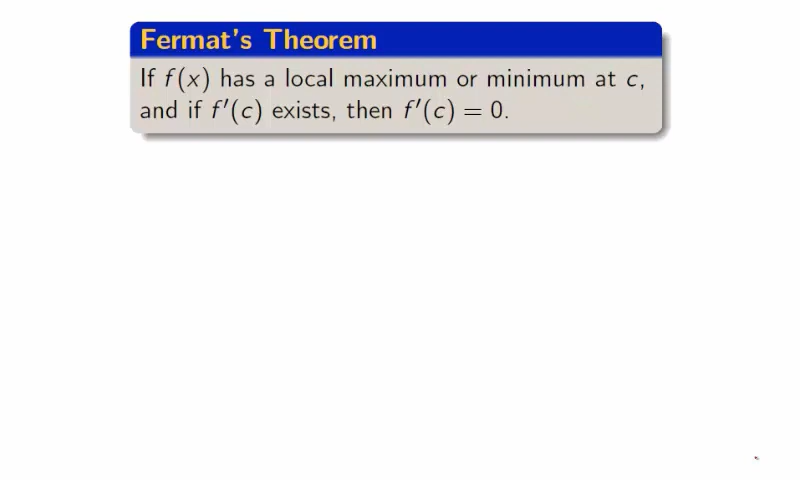 Fermat's Theorem
If f(x) has a local maximum or minimum at c,
and if f′(c) exists, then f′(c) = 0.